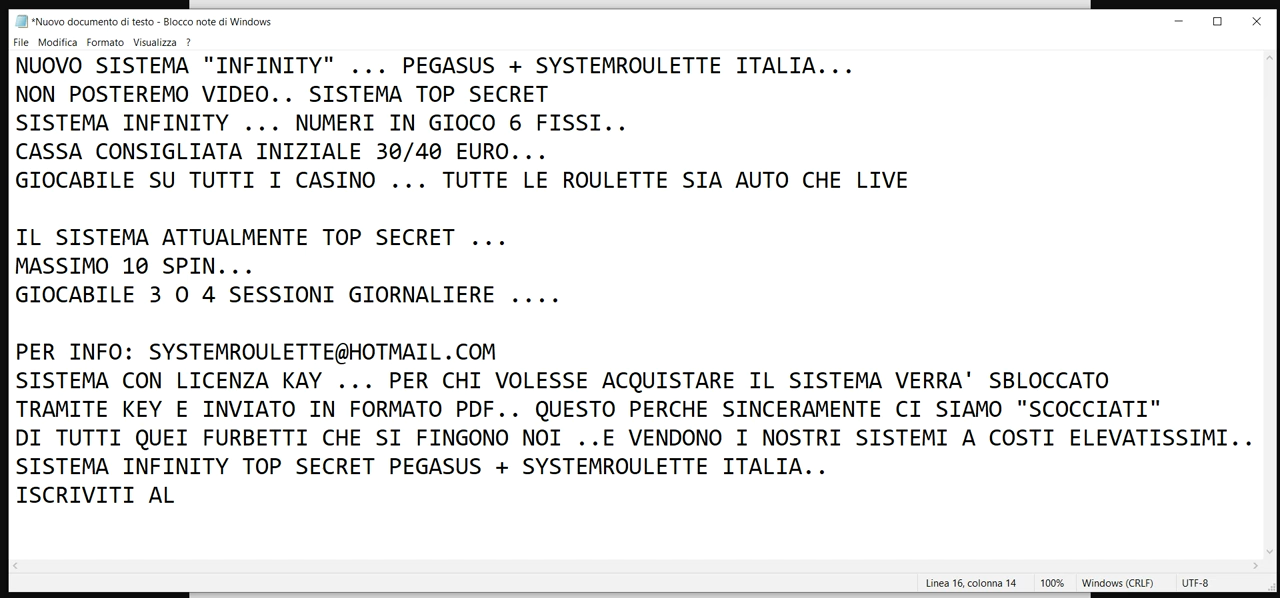 *Nuovo documento di testo - Blocco note di Windows
File Modifica Formato Visualizza ?
NUOVO SISTEMA "INFINITY" ... PEGASUS + SYSTEMROULETTE ITALIA...
NON POSTEREMO VIDEO.. SISTEMA TOP SECRET
SISTEMA INFINITY ... NUMERI IN GIOCO 6 FISSI..
CASSA CONSIGLIATA INIZIALE 30/40 EURO...
GIOCABILE SU TUTTI I CASINO ... TUTTE LE ROULETTE SIA AUTO CHE LIVE
IL SISTEMA ATTUALMENTE TOP SECRET ...
MASSIMO 10 SPIN...
GIOCABILE 3 O 4 SESSIONI GIORNALIERE ....
PER INFO: SYSTEMROULETTE@HOTMAIL.COM
SISTEMA CON LICENZA KAY ... PER CHI VOLESSE ACQUISTARE IL SISTEMA VERRA' SBLOCCATO
TRAMITE KEY E INVIATO IN FORMATO PDF.. QUESTO PERCHE SINCERAMENTE CI SIAMO "SCOCCIATI"
DI TUTTI QUEI FURBETTI CHE SI FINGONO NOI ..E VENDONO I NOSTRI SISTEMI A COSTI ELEVATISSIMI..
SISTEMA INFINITY TOP SECRET PEGASUS + SYSTEMROULETTE ITALIA..
ISCRIVITI AL
Linea 16, colonna 14 100% Windows (CRLF) UTF-8